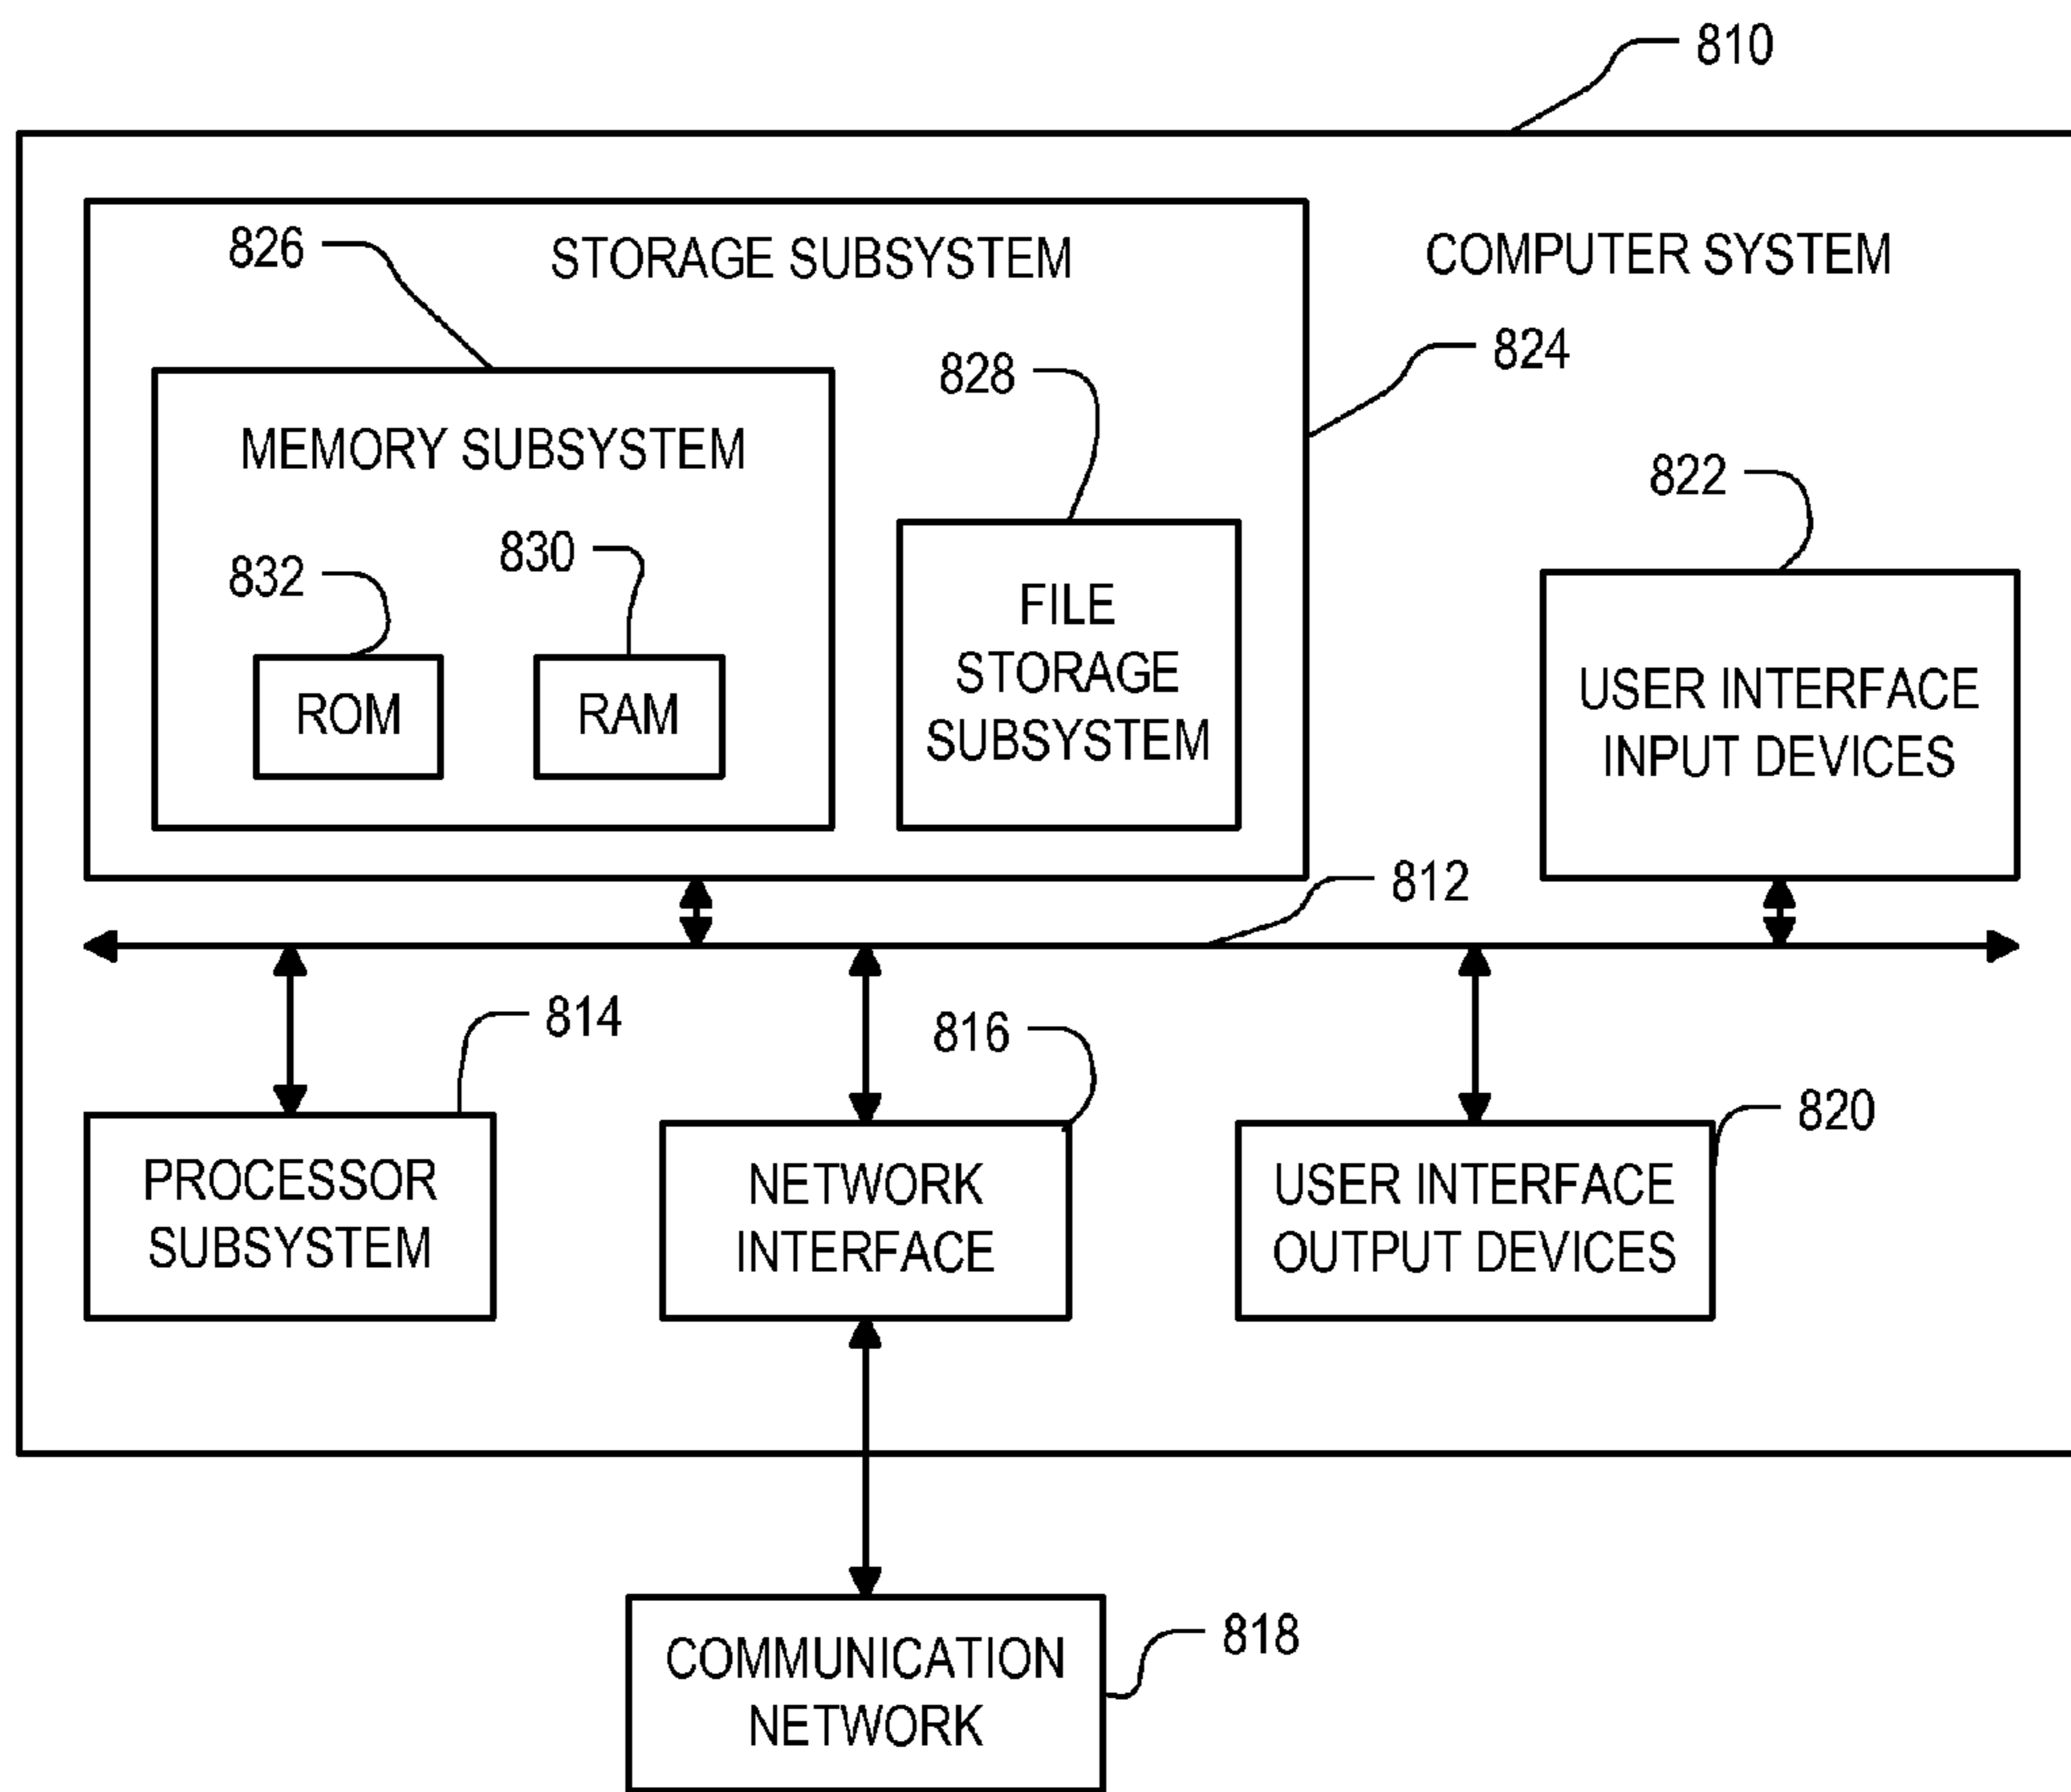 810
STORAGE SUBSYSTEM
COMPUTER SYSTEM
826
824
828
MEMORY SUBSYSTEM
822
832
830
FILE
STORAGE
SUBSYSTEM
ROM
RAM
USER INTERFACE
INPUT DEVICES
812
814
816
820
PROCESSOR
SUBSYSTEM
NETWORK
INTERFACE
USER INTERFACE
OUTPUT DEVICES
818
COMMUNICATION
NETWORK